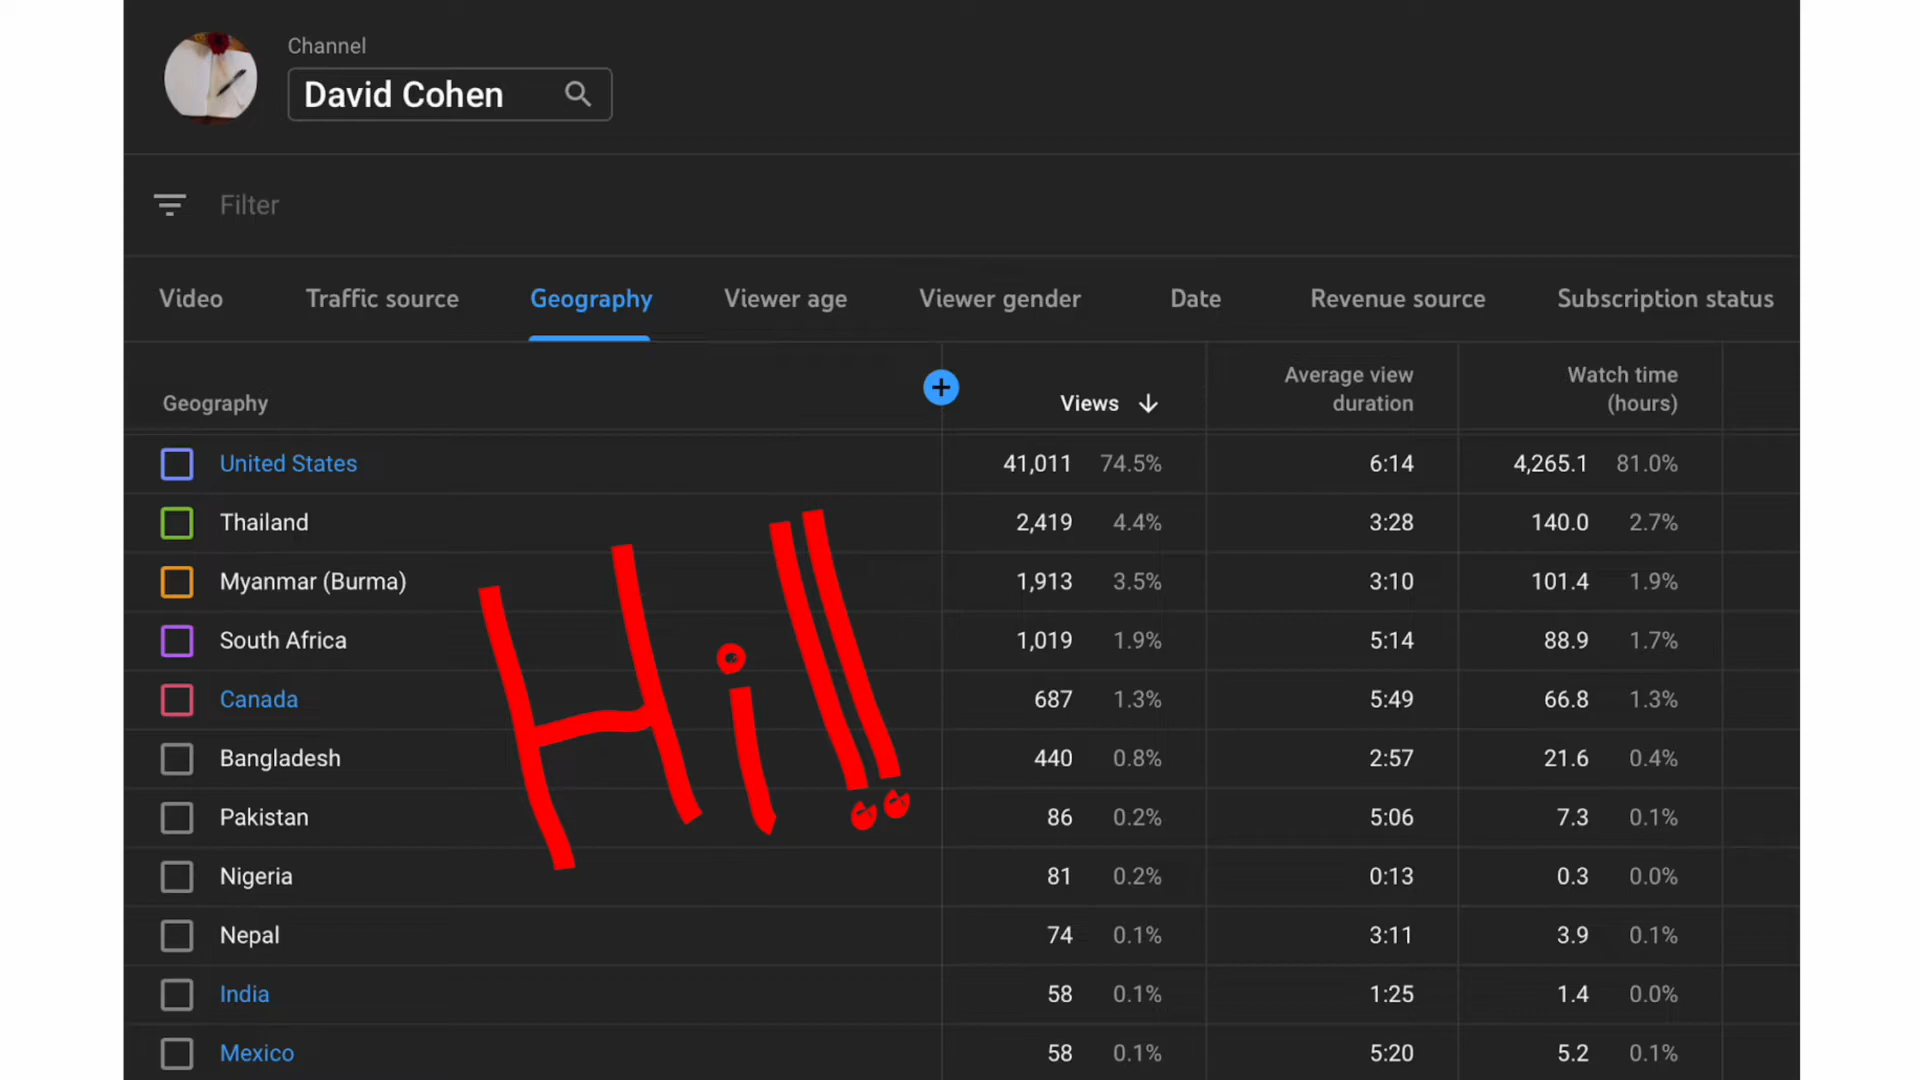 Channel
David Cohen
Filter
Video Traffic source Geography Viewer age Viewer gender Date Revenue source Subscription status
Geography Views Average view duration Watch time (hours)
United States 41,011 74.5% 6:14 4,265.1 81.0%
Thailand 2,419 4.4% 3:28 140.0 2.7%
Myanmar (Burma) 1,913 3.5% 3:10 101.4 1.9%
South Africa 1,019 1.9% 5:14 88.9 1.7%
Canada 687 1.3% 5:49 66.8 1.3%
Bangladesh 440 0.8% 2:57 21.6 0.4%
Pakistan 86 0.2% 5:06 7.3 0.1%
Nigeria 81 0.2% 0:13 0.3 0.0%
Nepal 74 0.1% 3:11 3.9 0.1%
India 58 0.1% 1:25 1.4 0.0%
Mexico 58 0.1% 5:20 5.2 0.1%
Hi!!